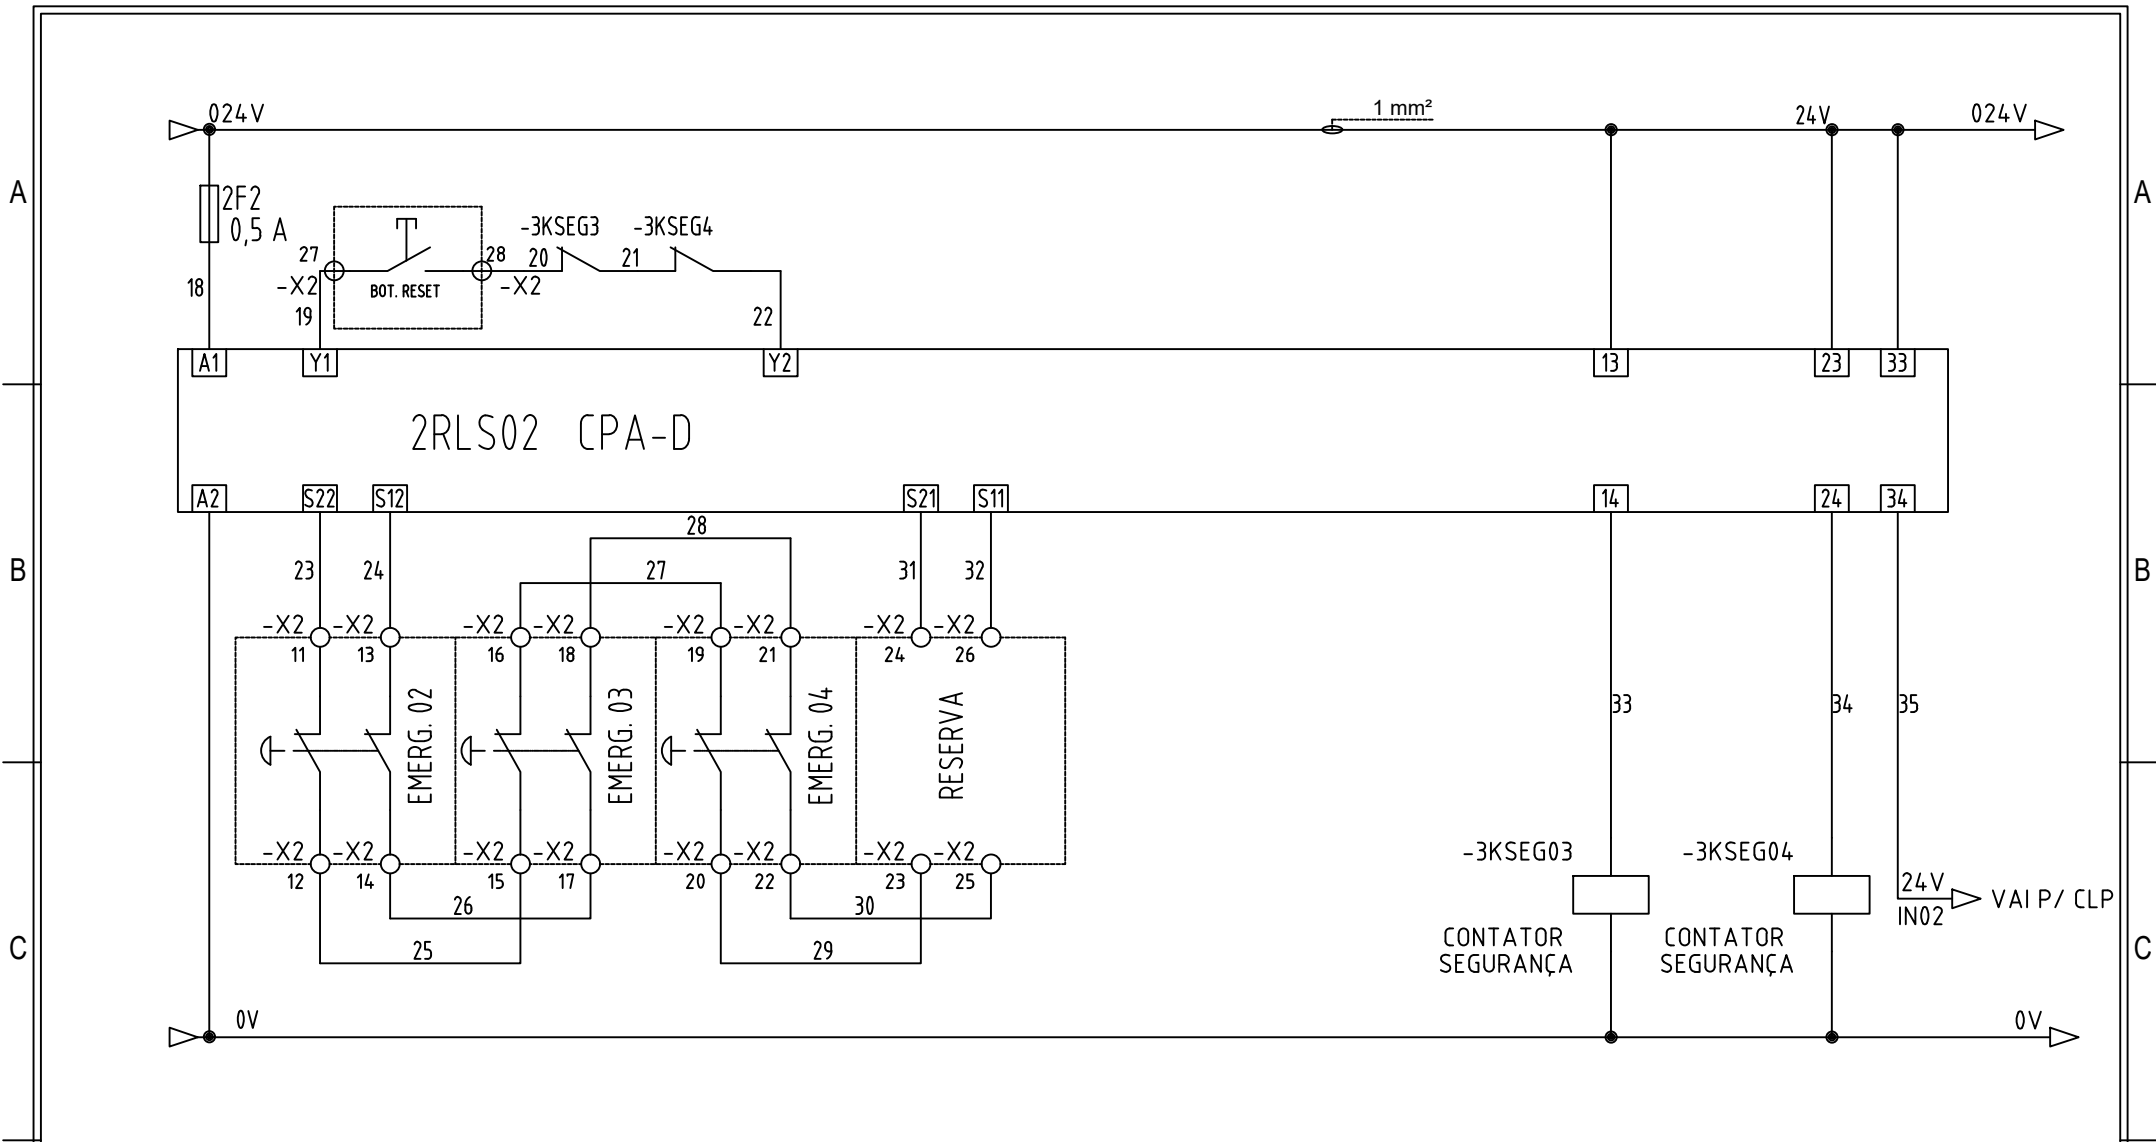 024V
1 mm²
24V
024V
A
A
2F2
0,5 A
-3KSEG3
-3KSEG4
27
28
20
21
-X2
BOT. RESET
-X2
18
19
22
A1
Y1
Y2
13
23
33
2RLS02 CPA-D
A2
S22
S12
S21
S11
14
24
34
28
B
23
24
27
31
32
B
-X2
-X2
-X2
-X2
-X2
-X2
-X2
-X2
11
13
16
18
19
21
24
26
EMERG. 02
EMERG. 03
EMERG. 04
RESERVA
33
34
35
-X2
-X2
-X2
-X2
-X2
-X2
-X2
-X2
-3KSEG03
-3KSEG04
12
14
15
17
20
22
23
25
24V
VAI P/ CLP
26
30
IN02
C
25
29
CONTATOR
SEGURANÇA
CONTATOR
SEGURANÇA
C
0V
0V